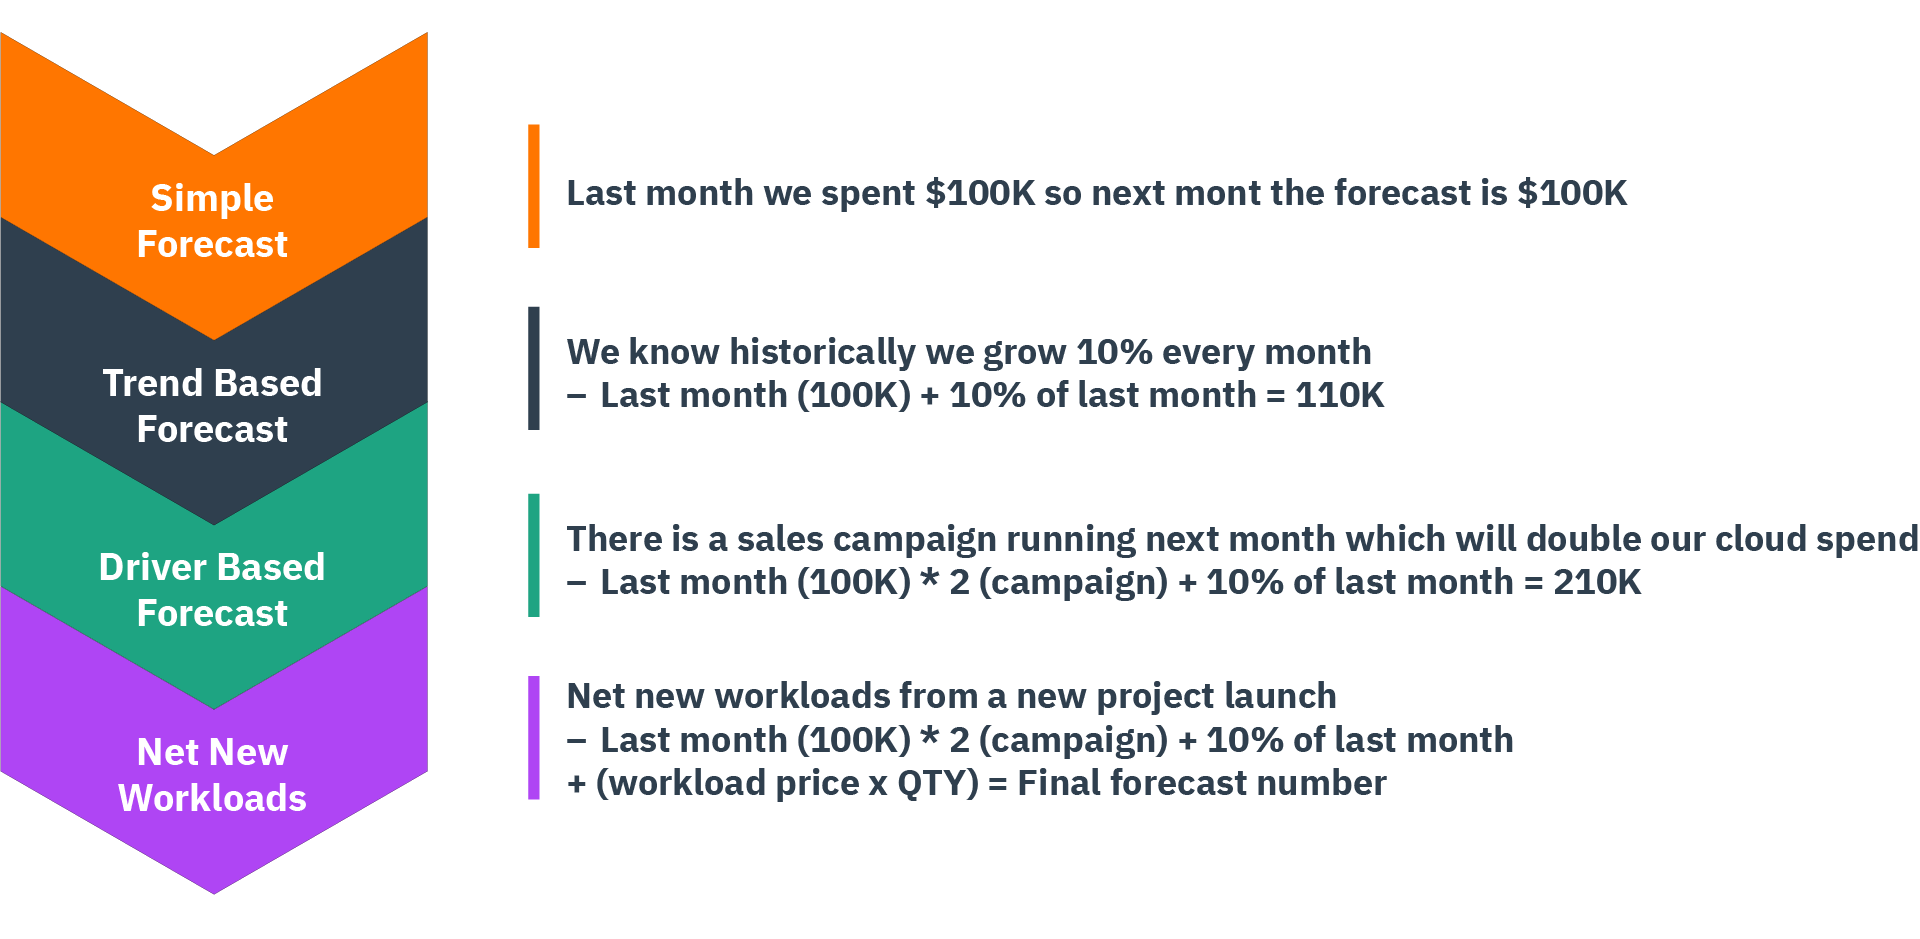 Simple
Forecast
Last month we spent $100K so next mont the forecast is $100K
Trend Based
Forecast
We know historically we grow 10% every month
– Last month (100K) + 10% of last month = 110K
Driver Based
Forecast
There is a sales campaign running next month which will double our cloud spend
– Last month (100K) * 2 (campaign) + 10% of last month = 210K
Net New
Workloads
Net new workloads from a new project launch
– Last month (100K) * 2 (campaign) + 10% of last month
+ (workload price x QTY) = Final forecast number